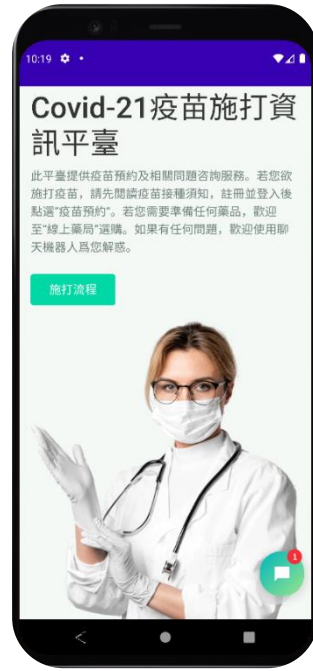 10:19
Covid-21疫苗施打資
訊平臺
此平臺提供疫苗預約及相關問題咨詢服務。若您欲
施打疫苗，請先閱讀疫苗接種須知，註冊並登入後
點選"疫苗預約"。若您需要準備任何藥品，歡迎
至"線上藥局"選購。如果有任何問題，歡迎使用聊
天機器人爲您解惑。
施打流程
1